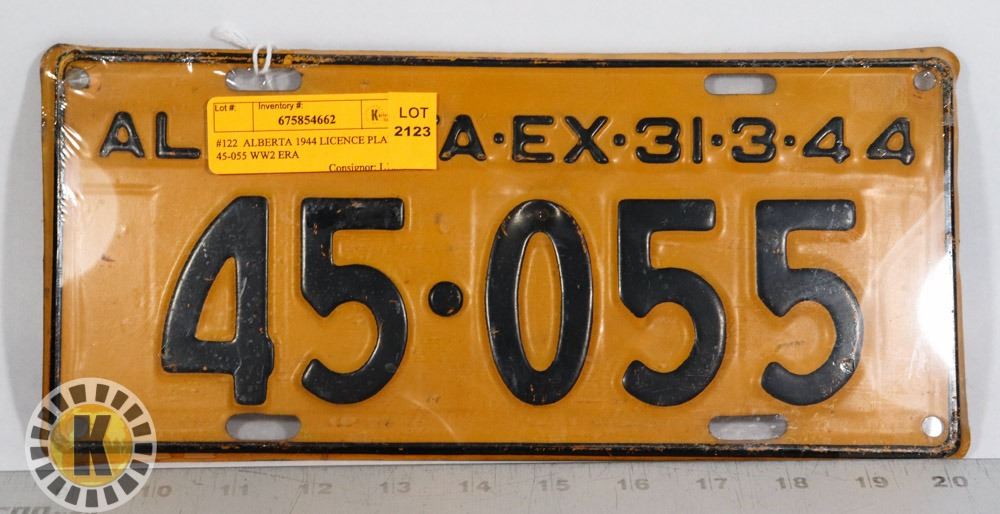 Lot #: Inventory #:
675854662
LOT
2123
#122 ALBERTA 1944 LICENCE PLA
45-055 WW2 ERA
Consignor:
AL A·EX·31·3·44
45·055
K
10 11 12 13 14 15 16 17 18 19 20